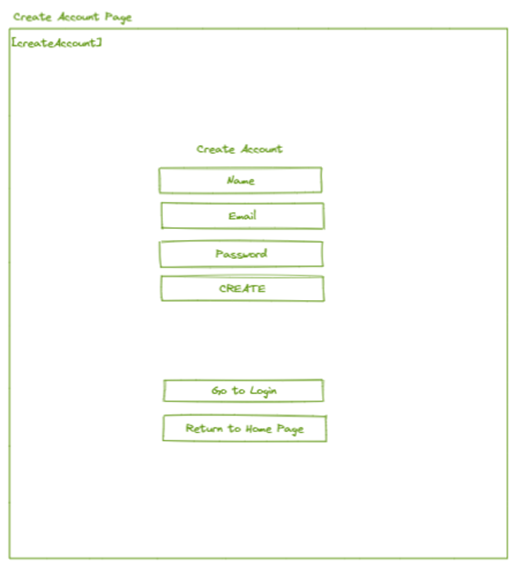 Create Account Page
[createAccount]
Create Account
Name
Email
Password
CREATE
Go to Login
Return to Home Page